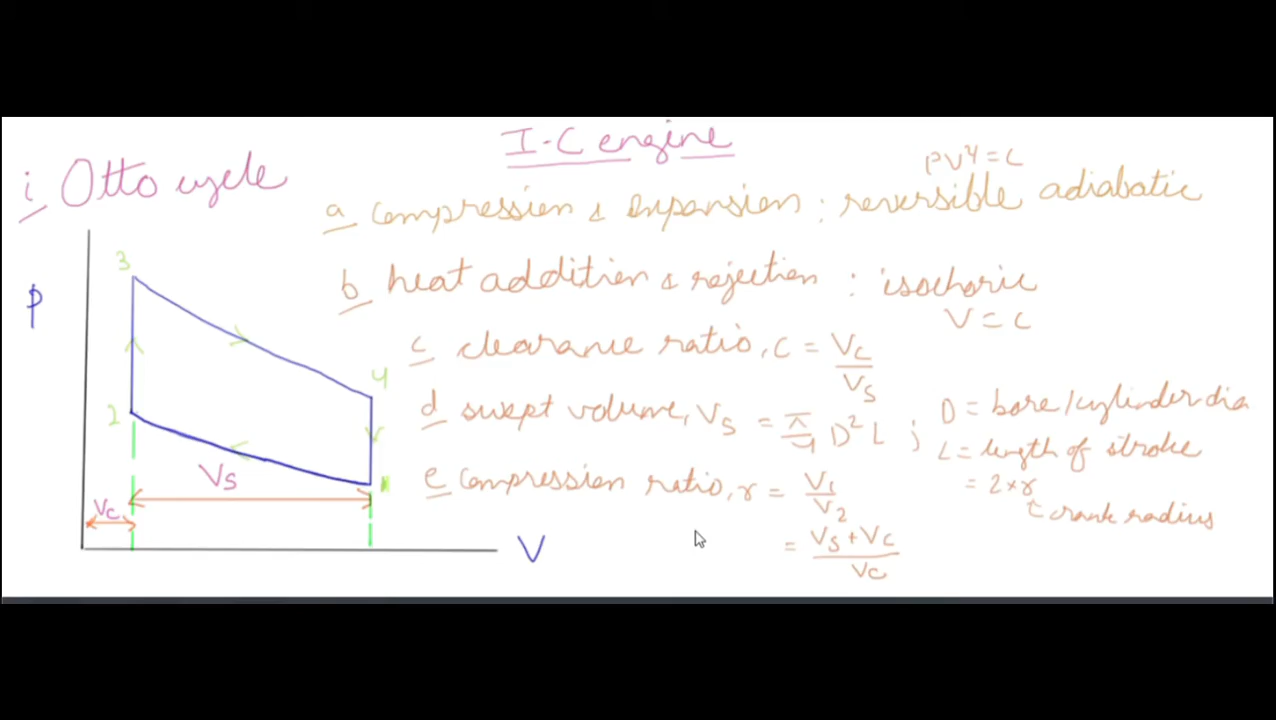 I-C engine
i Otto cycle
PV^γ = C
a compression & Expansion : reversible adiabatic
b heat addition & rejection : isochoric
V = C
c clearance ratio, C = Vc/Vs
d swept volume, Vs = π/4 D² L ; D = bore/cylinder dia
L = length of stroke
= 2×r
↑ crank radius
e compression ratio, r = V1/V2
= Vs + Vc/Vc
P
3
4
2
1
Vs
Vc
V